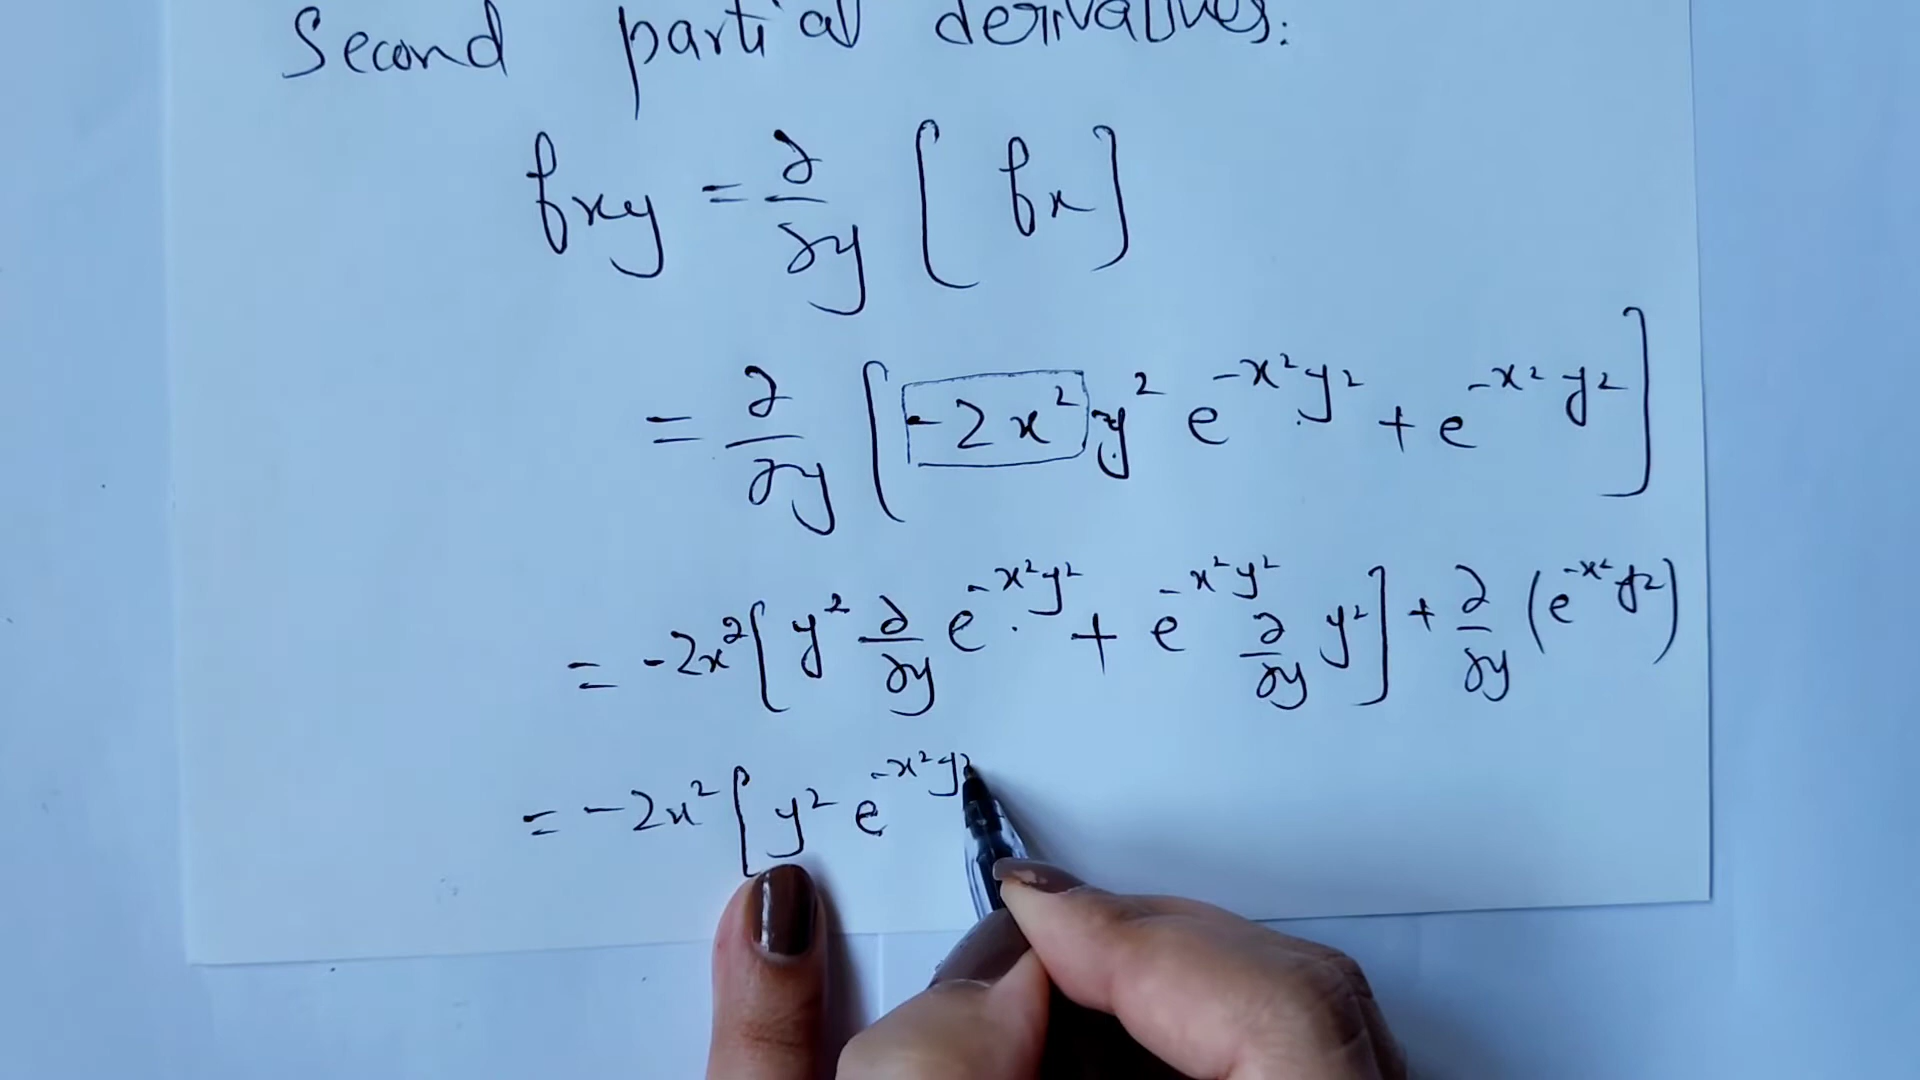 Second partial derivatives:
fxy = ∂/∂y [ fx ]
= ∂/∂y [ -2x² y² e^{-x²y²} + e^{-x²y²} ]
= -2x² [ y² ∂/∂y e^{-x²y²} + e^{-x²y²} ∂/∂y y² ] + ∂/∂y (e^{-x²y²})
= -2x² [ y² e^{-x²y²}